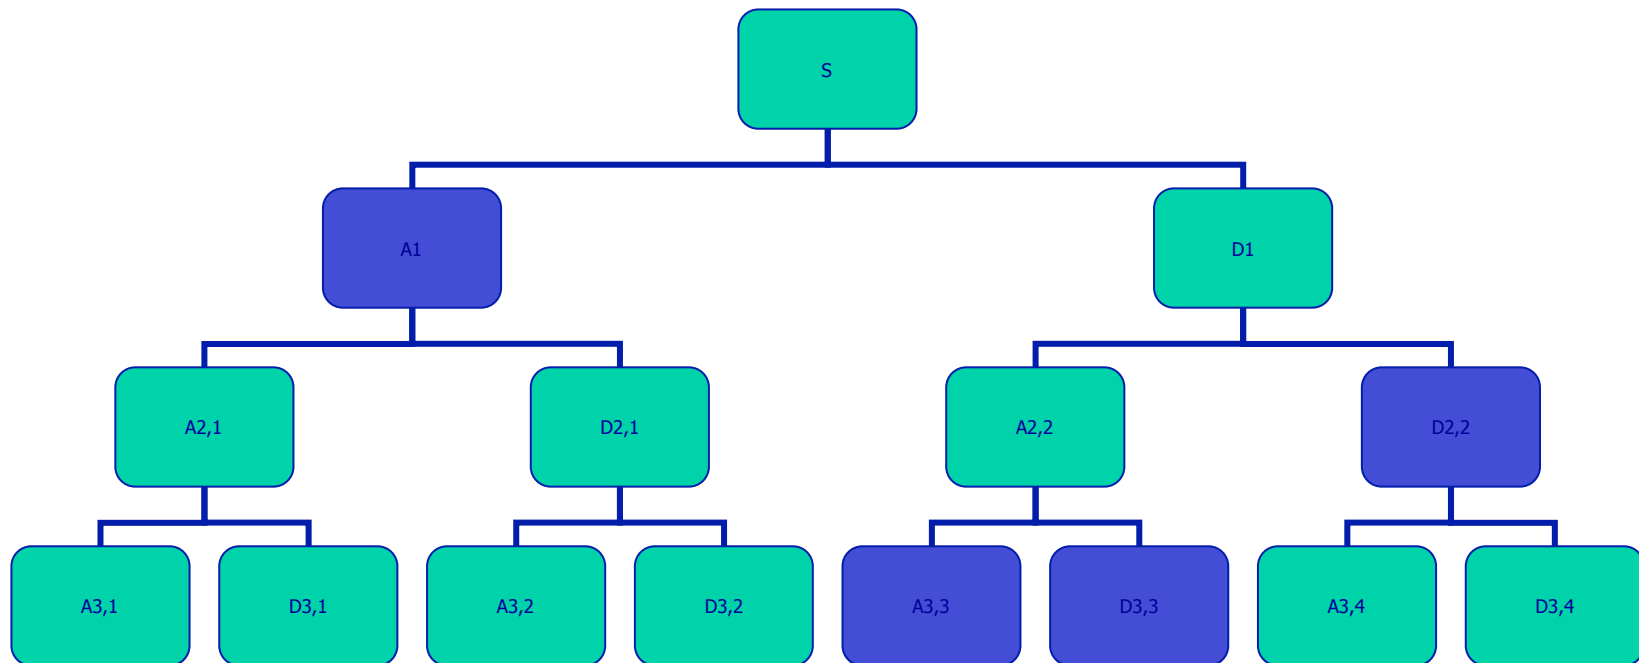 S
A1
D1
A2,1
D2,1
A2,2
D2,2
A3,1
D3,1
A3,2
D3,2
A3,3
D3,3
A3,4
D3,4